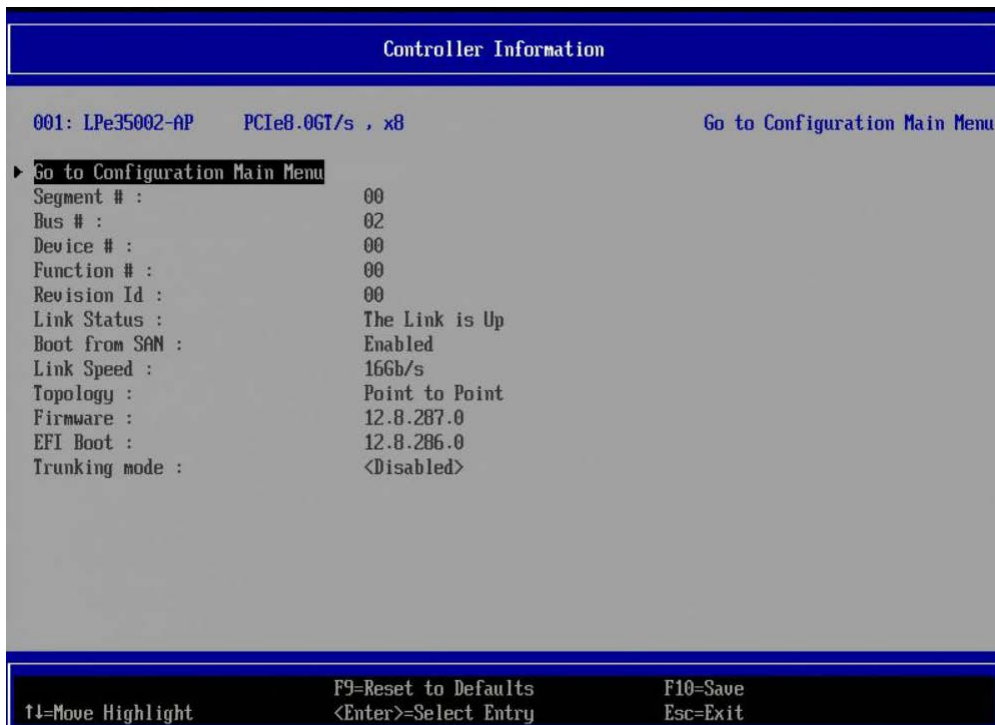 Controller Information
001: LPe35002-AP PCIe8.0GT/s , x8 Go to Configuration Main Menu
Go to Configuration Main Menu
Segment # : 00
Bus # : 02
Device # : 00
Function # : 00
Revision Id : 00
Link Status : The Link is Up
Boot from SAN : Enabled
Link Speed : 16Gb/s
Topology : Point to Point
Firmware : 12.8.287.0
EFI Boot : 12.8.286.0
Trunking mode : <Disabled>
F9=Reset to Defaults F10=Save
↑↓=Move Highlight <Enter>=Select Entry Esc=Exit